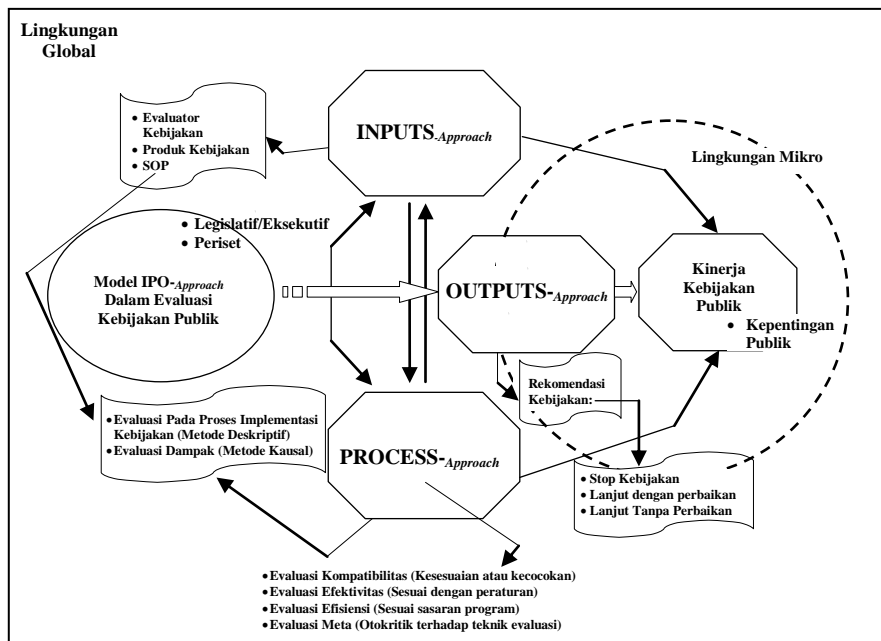 Lingkungan
Global
• Evaluator
Kebijakan
• Produk Kebijakan
• SOP
INPUTS-Approach
Lingkungan Mikro
• Legislatif/Eksekutif
• Periset
Model IPO-Approach
Dalam Evaluasi
Kebijakan Publik
OUTPUTS-Approach
Kinerja
Kebijakan
Publik
• Kepentingan
Publik
Rekomendasi
Kebijakan:
• Evaluasi Pada Proses Implementasi
Kebijakan (Metode Deskriptif)
• Evaluasi Dampak (Metode Kausal)
PROCESS-Approach
• Stop Kebijakan
• Lanjut dengan perbaikan
• Lanjut Tanpa Perbaikan
• Evaluasi Kompatibilitas (Kesesuaian atau kecocokan)
• Evaluasi Efektivitas (Sesuai dengan peraturan)
• Evaluasi Efisiensi (Sesuai sasaran program)
• Evaluasi Meta (Otokritik terhadap teknik evaluasi)